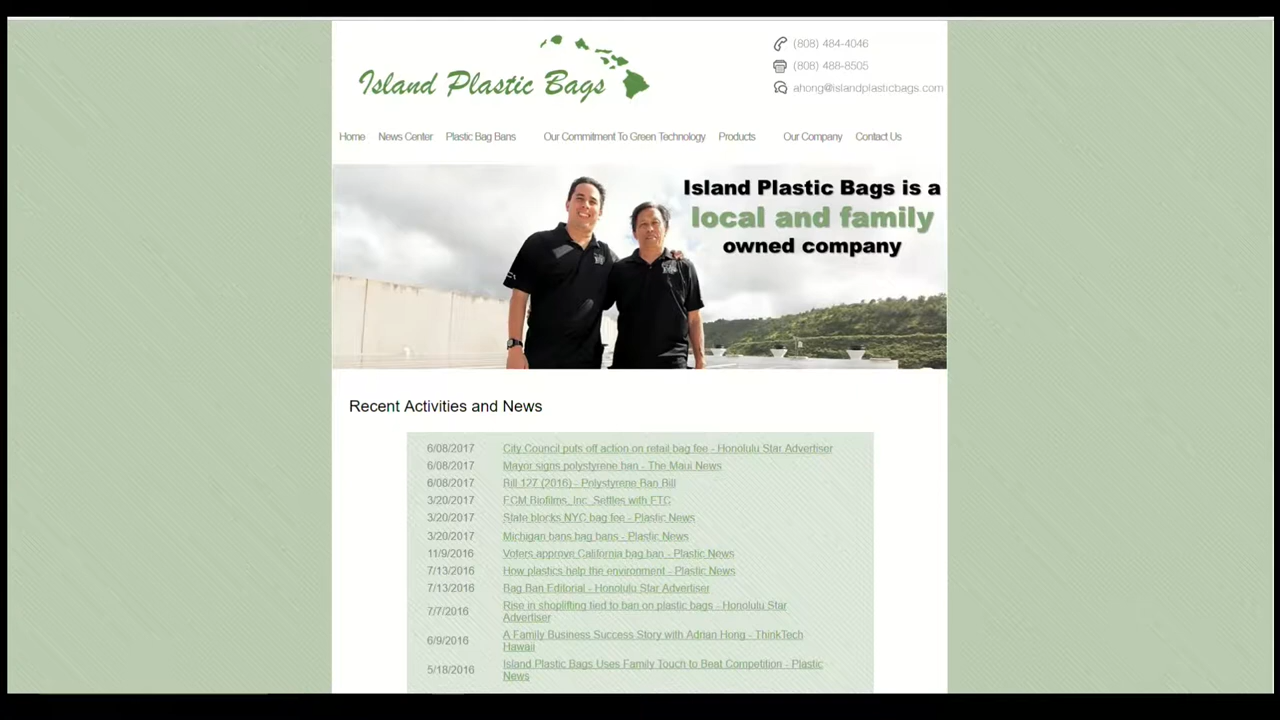 Island Plastic Bags
(808) 484-4046
(808) 488-8505
ahong@islandplasticbags.com
Home News Center Plastic Bag Bans Our Commitment To Green Technology Products Our Company Contact Us
Island Plastic Bags is a
local and family
owned company
Recent Activities and News
6/08/2017 City Council puts off action on retail bag fee - Honolulu Star Advertiser
6/08/2017 Mayor signs polystyrene ban - The Maui News
6/08/2017 Bill 127 (2016) - Polystyrene Ban Bill
3/20/2017 ECM Biofilms, Inc. Settles with FTC
3/20/2017 State blocks NYC bag fee - Plastic News
3/20/2017 Michigan bans bag bans - Plastic News
11/9/2016 Voters approve California bag ban - Plastic News
7/13/2016 How plastics help the environment - Plastic News
7/13/2016 Bag Ban Editorial - Honolulu Star Advertiser
7/7/2016 Rise in shoplifting tied to ban on plastic bags - Honolulu Star
Advertiser
6/9/2016 A Family Business Success Story with Adrian Hong - ThinkTech
Hawaii
5/18/2016 Island Plastic Bags Uses Family Touch to Beat Competition - Plastic
News